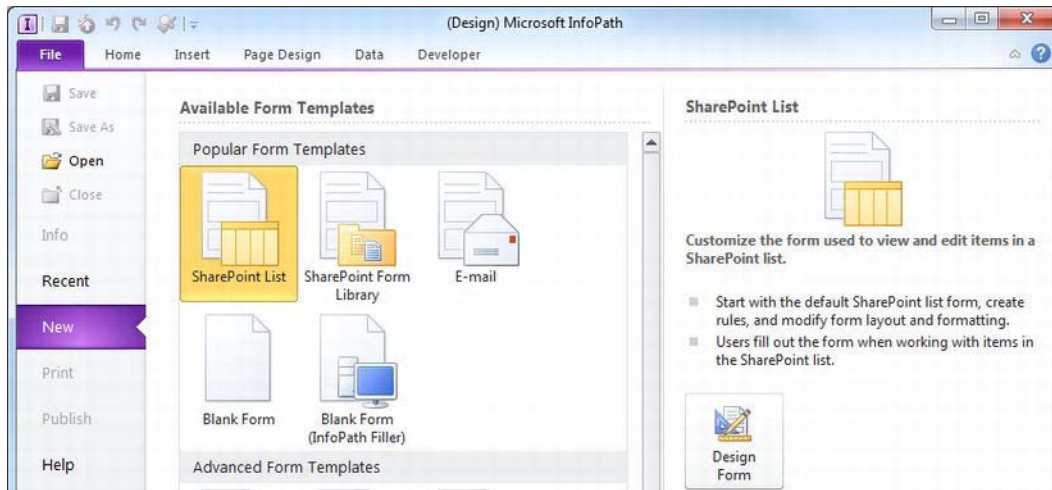 (Design) Microsoft InfoPath
File Home Insert Page Design Data Developer
Save
Save As
Open
Close
Info
Recent
New
Print
Publish
Help
Available Form Templates
Popular Form Templates
SharePoint List
SharePoint Form
Library
E-mail
Blank Form
Blank Form
(InfoPath Filler)
Advanced Form Templates
SharePoint List
Customize the form used to view and edit items in a
SharePoint list.
Start with the default SharePoint list form, create
rules, and modify form layout and formatting.
Users fill out the form when working with items in
the SharePoint list.
Design
Form